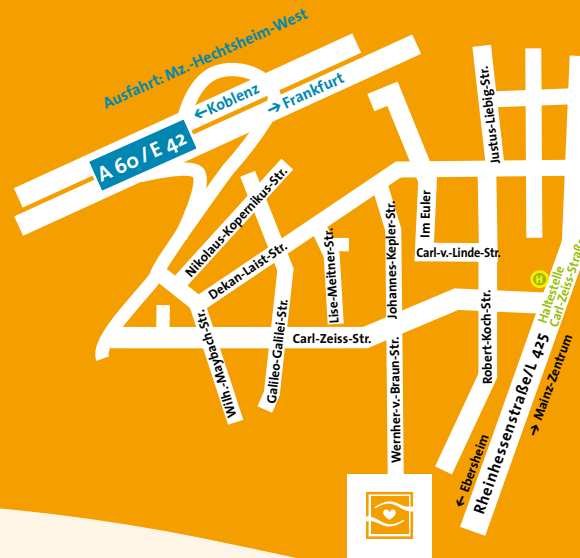 Ausfahrt: Mz.-Hechtsheim-West
←Koblenz
→ Frankfurt
A 60 / E 42
Justus-Liebig-Str.
Nikolaus-Kopernikus-Str.
Dekan-Laist-Str.
Lise-Meitner-Str.
Johannes-Kepler-Str.
Im Euler
Carl-v.-Linde-Str.
H
Haltestelle
Carl-Zeiss-Straße
Wilh.-Maybach-Str.
Galileo-Galilei-Str.
Carl-Zeiss-Str.
Wernher-v.-Braun-Str.
Robert-Koch-Str.
Rheinhessenstraße/L 425
→ Mainz-Zentrum
← Ebersheim